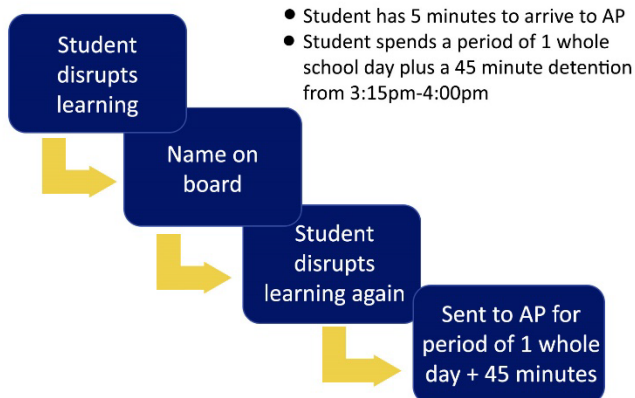 ● Student has 5 minutes to arrive to AP
● Student spends a period of 1 whole
school day plus a 45 minute detention
from 3:15pm-4:00pm
Student
disrupts
learning
Name on
board
Student
disrupts
learning again
Sent to AP for
period of 1 whole
day + 45 minutes